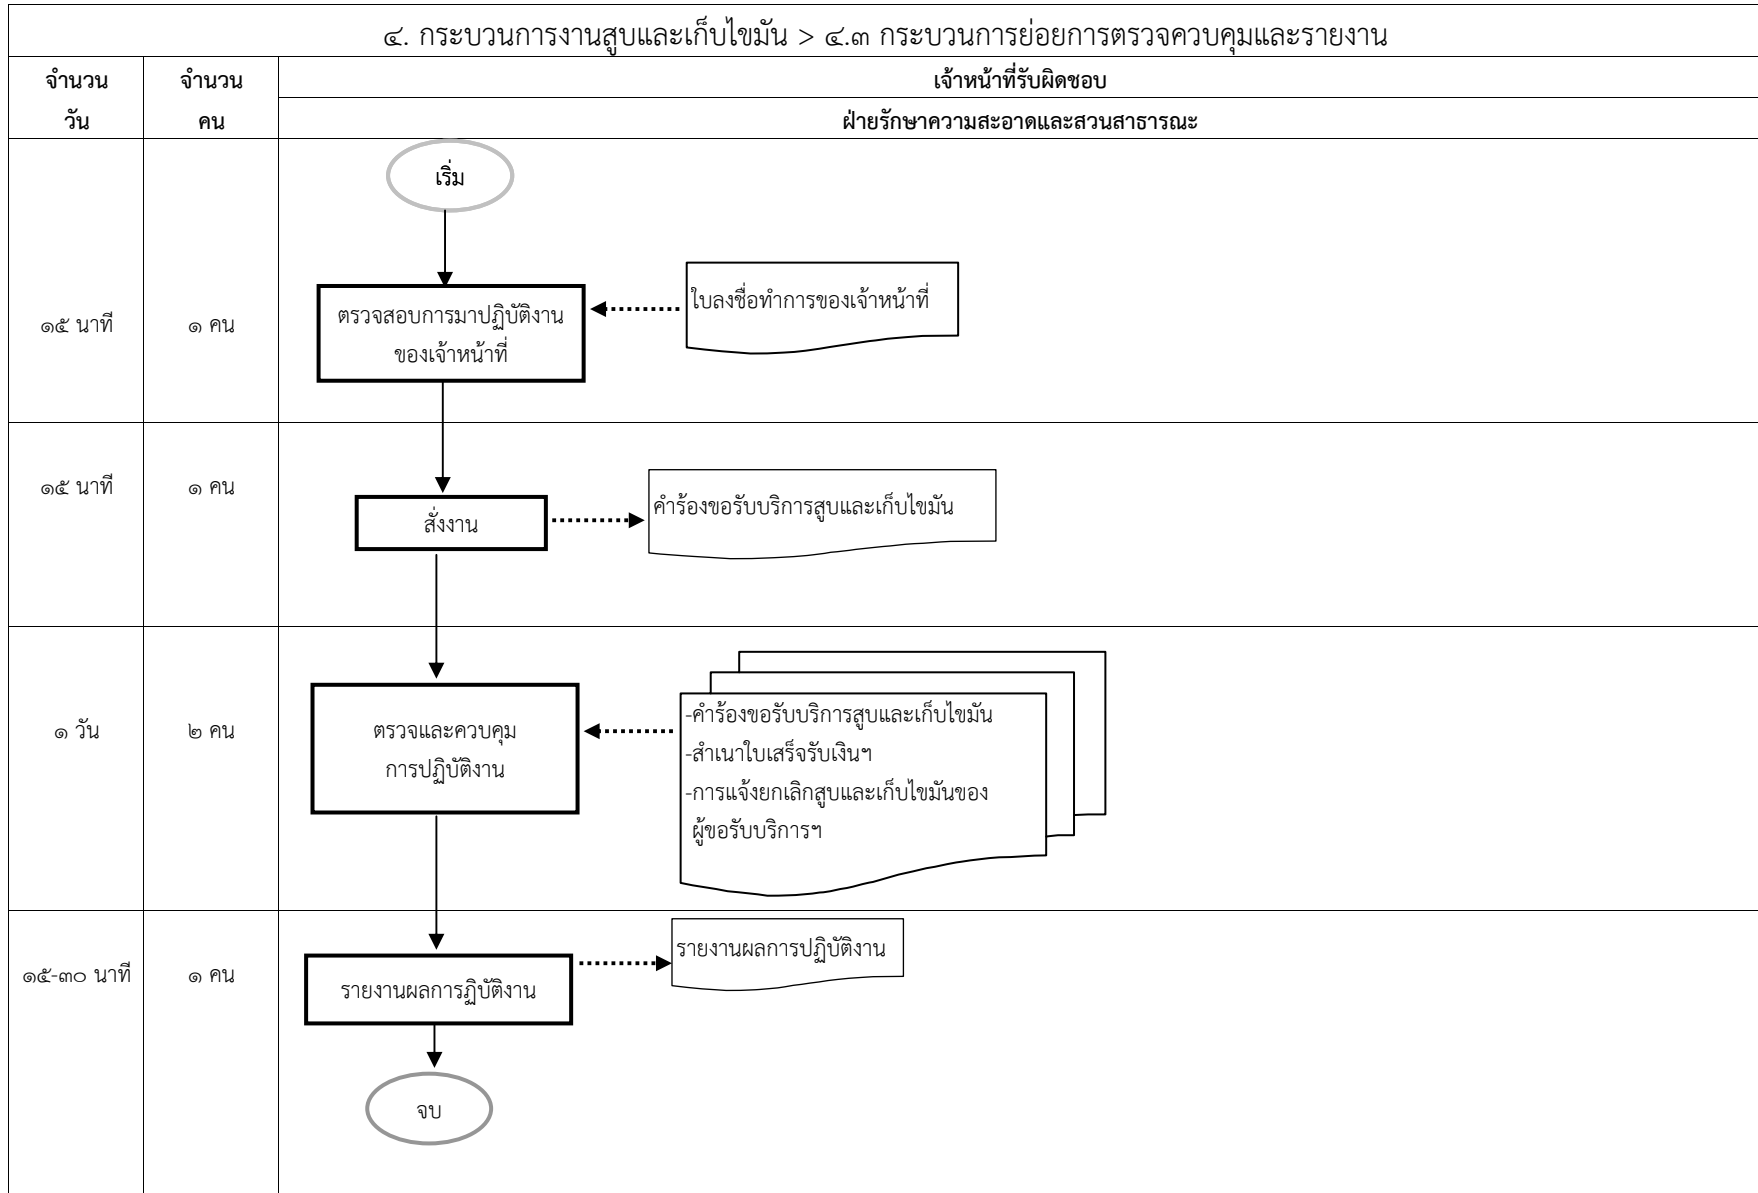 ๔. กระบวนการงานสูบและเก็บไขมัน > ๔.๓ กระบวนการย่อยการตรวจควบคุมและรายงาน
จำนวน
วัน
จำนวน
คน
เจ้าหน้าที่รับผิดชอบ
ฝ่ายรักษาความสะอาดและสวนสาธารณะ
เริ่ม
๑๕ นาที
๑ คน
ตรวจสอบการมาปฏิบัติงาน
ของเจ้าหน้าที่
ใบลงชื่อทำการของเจ้าหน้าที่
๑๕ นาที
๑ คน
สั่งงาน
คำร้องขอรับบริการสูบและเก็บไขมัน
๑ วัน
๒ คน
ตรวจและควบคุม
การปฏิบัติงาน
-คำร้องขอรับบริการสูบและเก็บไขมัน
-สำเนาใบเสร็จรับเงินฯ
-การแจ้งยกเลิกสูบและเก็บไขมันของ
ผู้ขอรับบริการฯ
๑๕-๓๐ นาที
๑ คน
รายงานผลการฏิบัติงาน
รายงานผลการปฏิบัติงาน
จบ